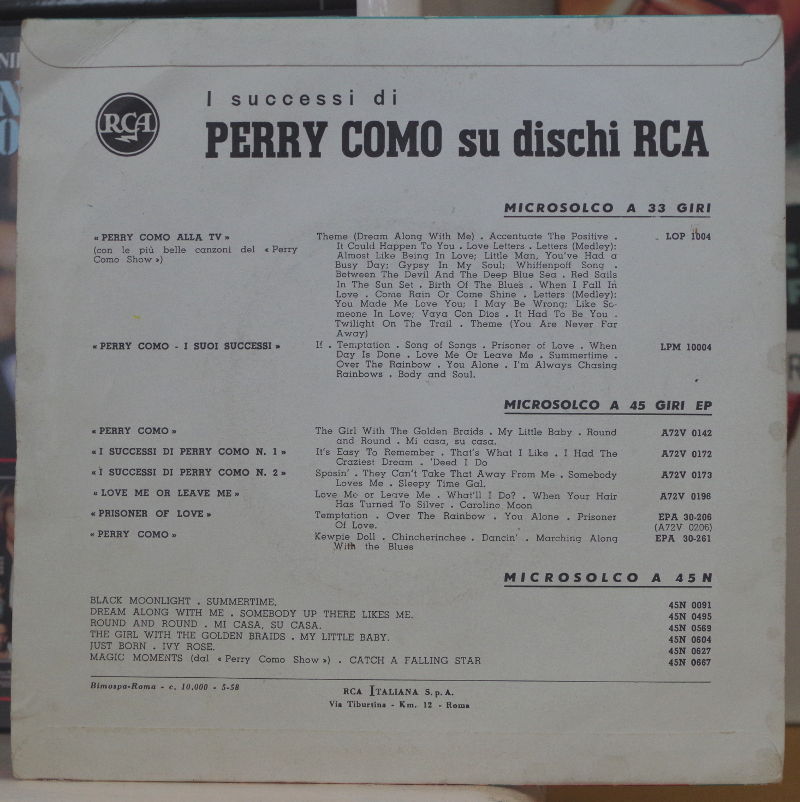 RCA
I successi di
PERRY COMO su dischi RCA
MICROSOLCO A 33 GIRI
« PERRY COMO ALLA TV »
(con le più belle canzoni del « Perry
Como Show »)
Theme (Dream Along With Me) . Accentuate The Positive .
It Could Happen To You . Love Letters . Letters (Medley):
Almost Like Being In Love; Little Man, You've Had a
Busy Day; Gypsy In My Soul; Whiffenpoff Song .
Between The Devil And The Deep Blue Sea . Red Sails
In The Sun Set . Birth Of The Blues . When I Fall In
Love . Come Rain Or Come Shine . Letters (Medley):
You Made Me Love You; I May Be Wrong; Like So-
meone In Love; Vaya Con Dios . It Had To Be You .
Twilight On The Trail . Theme (You Are Never Far
Away)
LOP 1004
« PERRY COMO - I SUOI SUCCESSI »
If . Temptation . Song of Songs . Prisoner of Love . When
Day Is Done . Love Me Or Leave Me . Summertime .
Over The Rainbow . You Alone . I'm Always Chasing
Rainbows . Body and Soul.
LPM 10004
MICROSOLCO A 45 GIRI EP
« PERRY COMO »
The Girl With The Golden Braids . My Little Baby . Round
and Round . Mi casa, su casa.
A72V 0142
« I SUCCESSI DI PERRY COMO N. 1 »
It's Easy To Remember . That's What I Like . I Had The
Craziest Dream . 'Deed I Do
A72V 0172
« I SUCCESSI DI PERRY COMO N. 2 »
Sposin' . They Can't Take That Away From Me . Somebody
Loves Me . Sleepy Time Gal.
A72V 0173
« LOVE ME OR LEAVE ME »
Love Me or Leave Me . What'll I Do? . When Your Hair
Has Turned To Silver . Carolino Moon
A72V 0196
« PRISONER OF LOVE »
Temptation . Over The Rainbow . You Alone . Prisoner
Of Love.
EPA 30-206
(A72V 0206)
« PERRY COMO »
Kewpie Doll . Chincherinchee . Dancin' . Marching Along
With the Blues
EPA 30-261
MICROSOLCO A 45 N
BLACK MOONLIGHT . SUMMERTIME.
45N 0091
DREAM ALONG WITH ME . SOMEBODY UP THERE LIKES ME.
45N 0495
ROUND AND ROUND . MI CASA, SU CASA.
45N 0569
THE GIRL WITH THE GOLDEN BRAIDS . MY LITTLE BABY.
45N 0604
JUST BORN . IVY ROSE.
45N 0627
MAGIC MOMENTS (dal « Perry Como Show ») . CATCH A FALLING STAR
45N 0667
Bimospa-Roma - c. 10.000 - 5-58
RCA ITALIANA S. p. A.
Via Tiburtina - Km. 12 - Roma